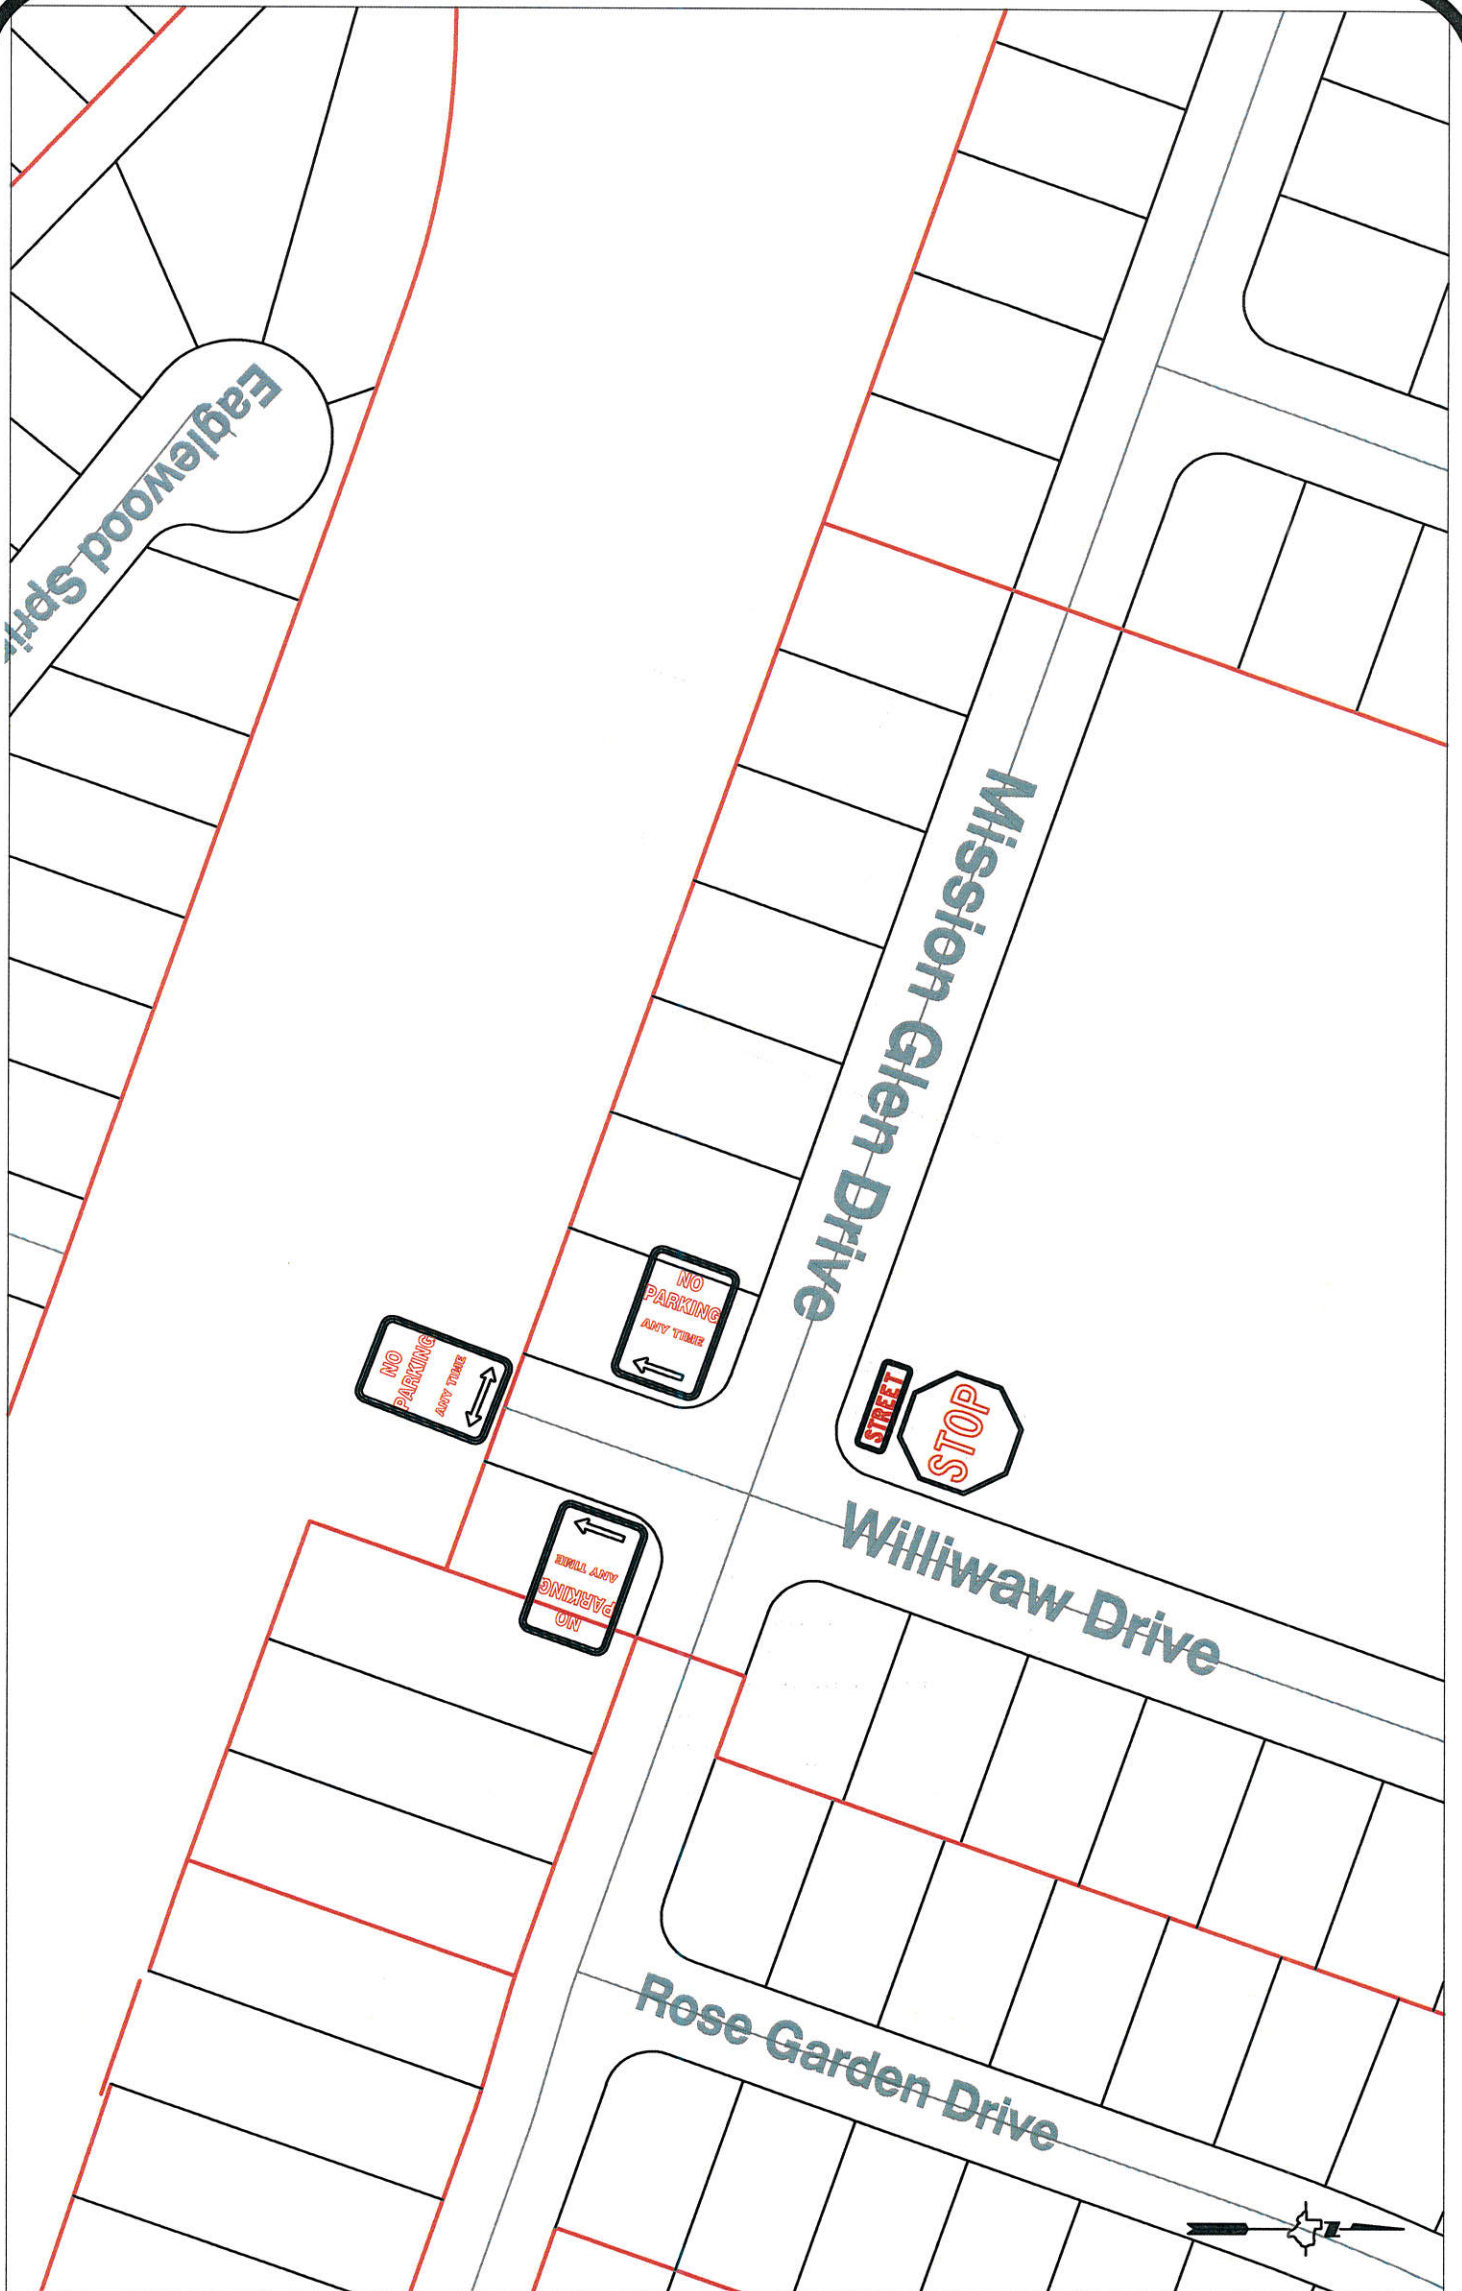 Eaglewood Sprin
Mission Glen Drive
NO
PARKING
ANY TIME
NO
PARKING
ANY TIME
STREET
STOP
NO
PARKING
ANY TIME
Williwaw Drive
Rose Garden Drive